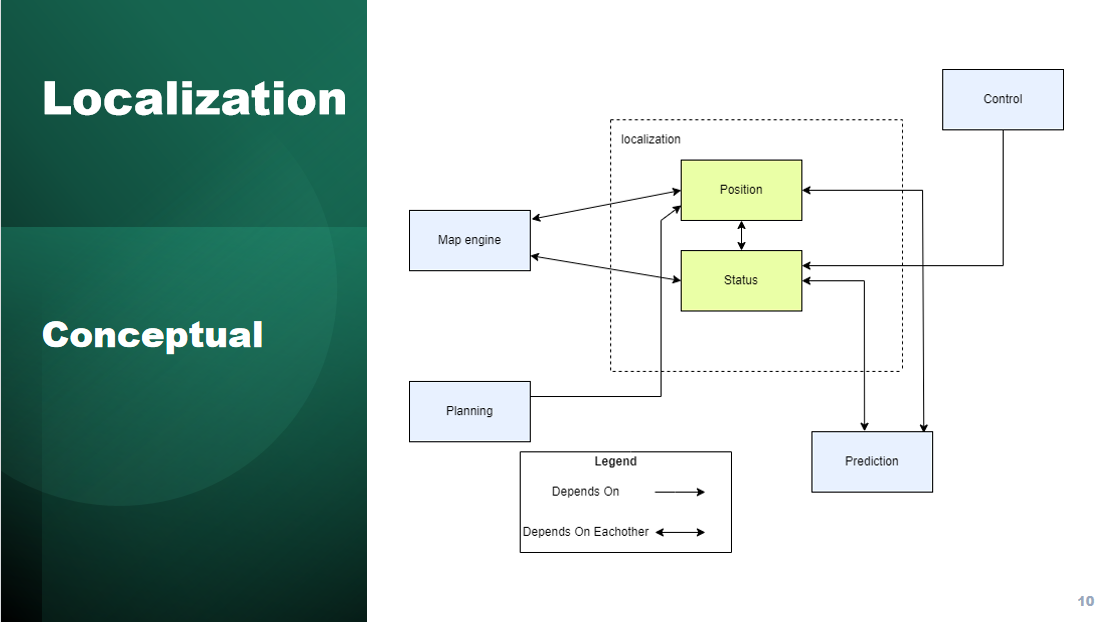 Localization
Conceptual
Control
localization
Position
Map engine
Status
Planning
Prediction
Legend
Depends On
Depends On Eachother
10